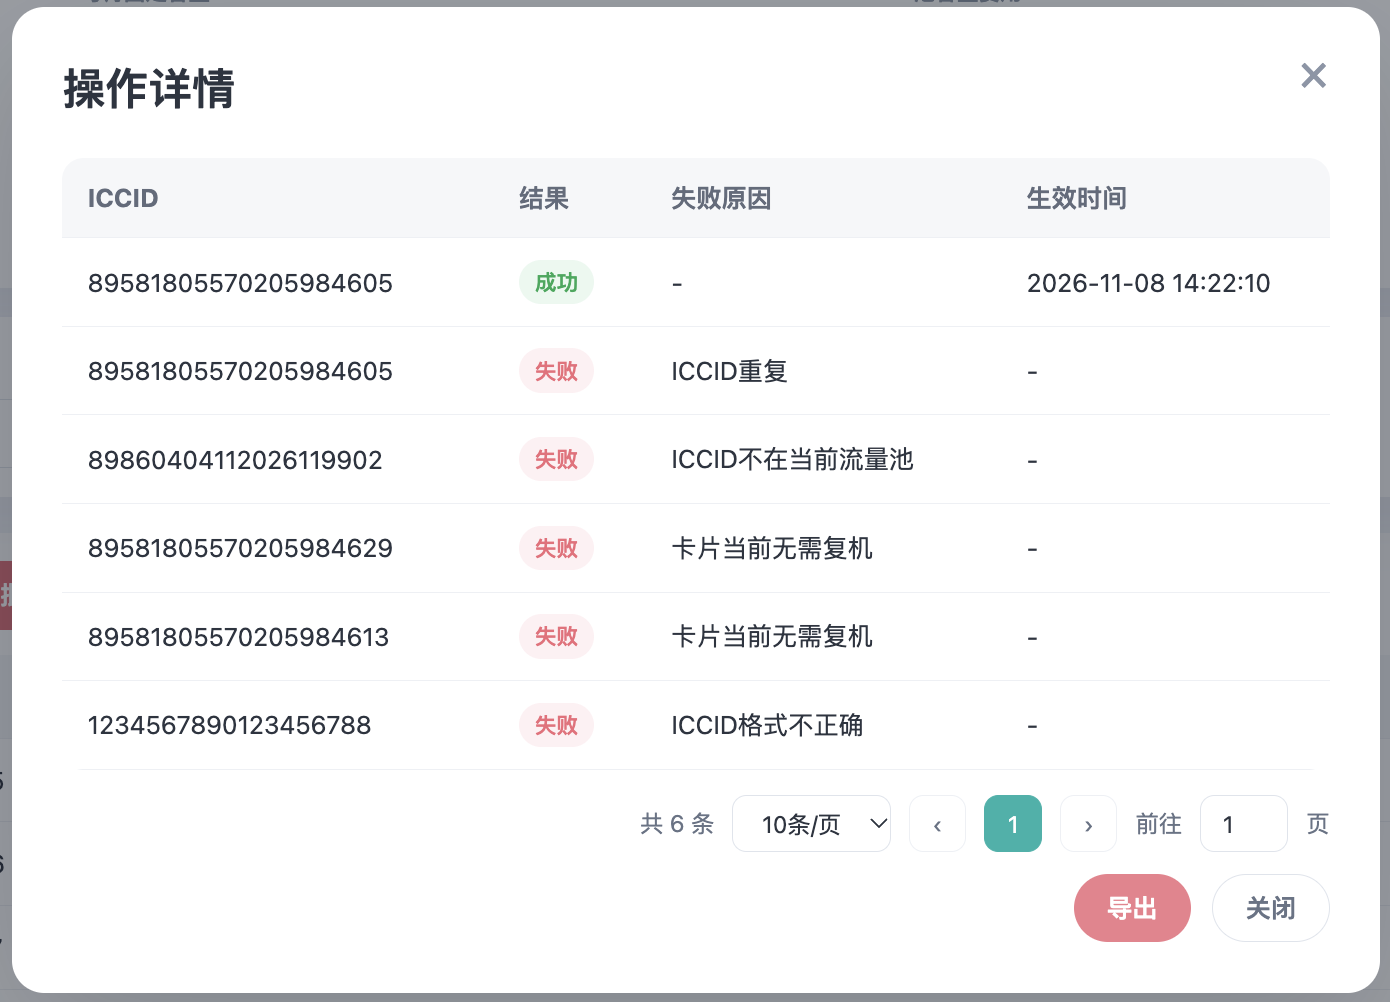 操作详情
ICCID 结果 失败原因 生效时间
89581805570205984605 成功 - 2026-11-08 14:22:10
89581805570205984605 失败 ICCID重复 -
89860404112026119902 失败 ICCID不在当前流量池 -
89581805570205984629 失败 卡片当前无需复机 -
89581805570205984613 失败 卡片当前无需复机 -
1234567890123456788 失败 ICCID格式不正确 -
共 6 条 10条/页 ‹ 1 › 前往 1 页
导出 关闭